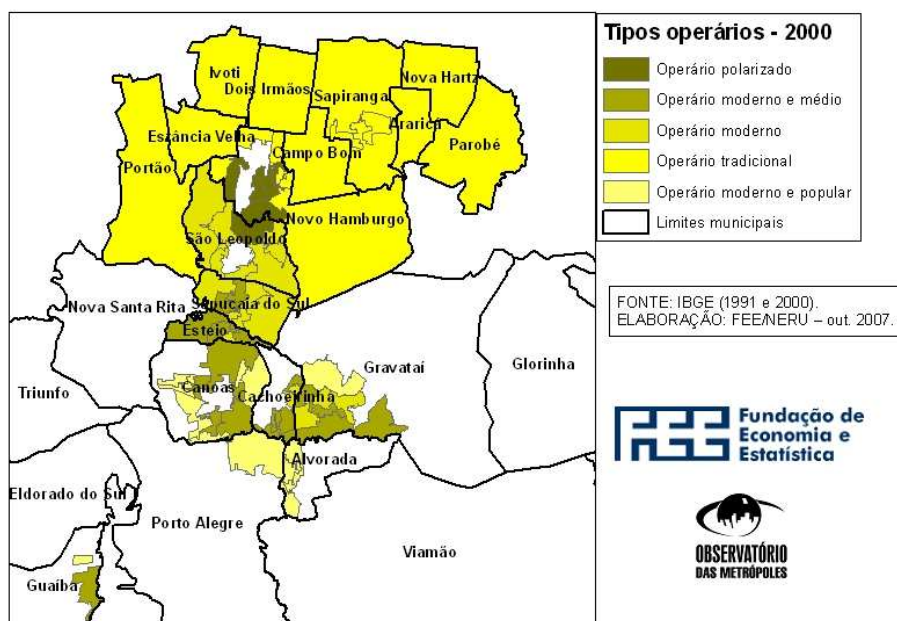 Ivoti
Dois Irmãos
Nova Hartz
Sapiranga
Araricá
Estância Velha
Campo Bom
Parobé
Portão
Novo Hamburgo
São Leopoldo
Nova Santa Rita
Sapucaia do Sul
Esteio
Gravataí
Glorinha
Triunfo
Canoas
Cachoeirinha
Alvorada
Eldorado do Sul
Porto Alegre
Viamão
Guaíba
Tipos operários - 2000
Operário polarizado
Operário moderno e médio
Operário moderno
Operário tradicional
Operário moderno e popular
Limites municipais
FONTE: IBGE (1991 e 2000).
ELABORAÇÃO: FEE/NERU – out. 2007.
FEE
Fundação de
Economia e
Estatística
OBSERVATÓRIO
DAS METRÓPOLES